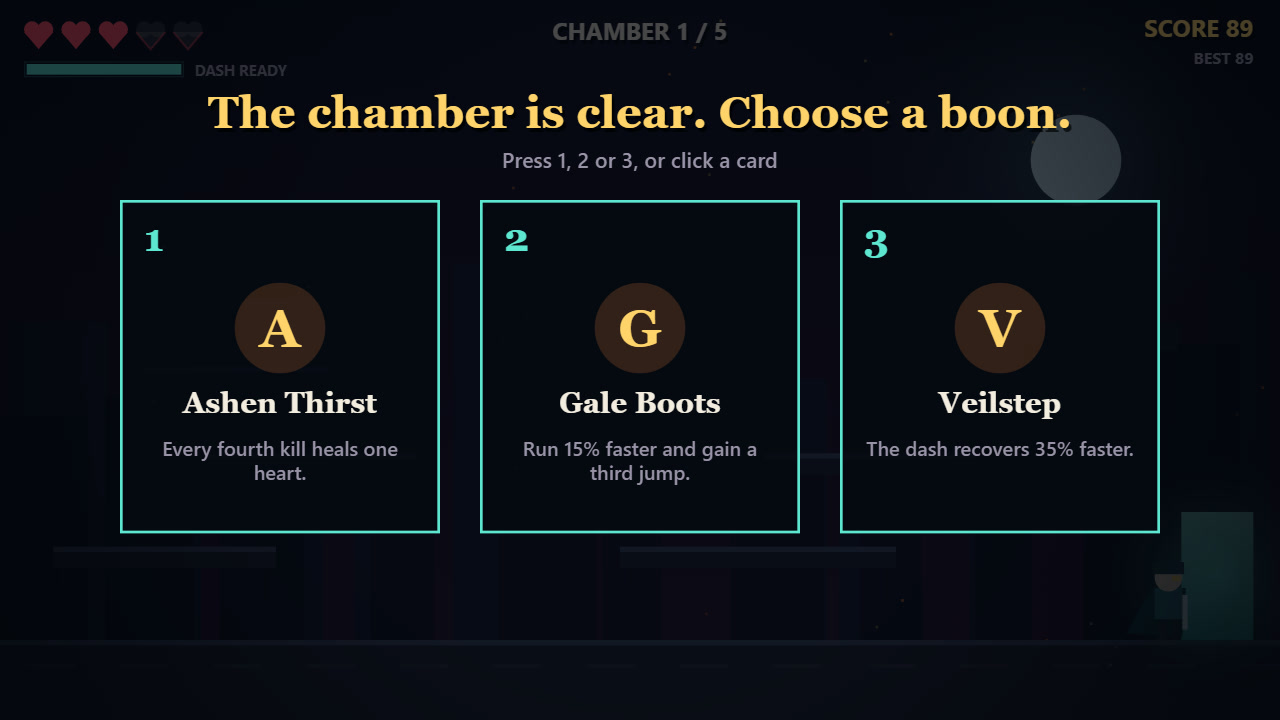 CHAMBER 1 / 5
SCORE 89
BEST 89
DASH READY
The chamber is clear. Choose a boon.
Press 1, 2 or 3, or click a card
1
A
Ashen Thirst
Every fourth kill heals one
heart.
2
G
Gale Boots
Run 15% faster and gain a
third jump.
3
V
Veilstep
The dash recovers 35% faster.